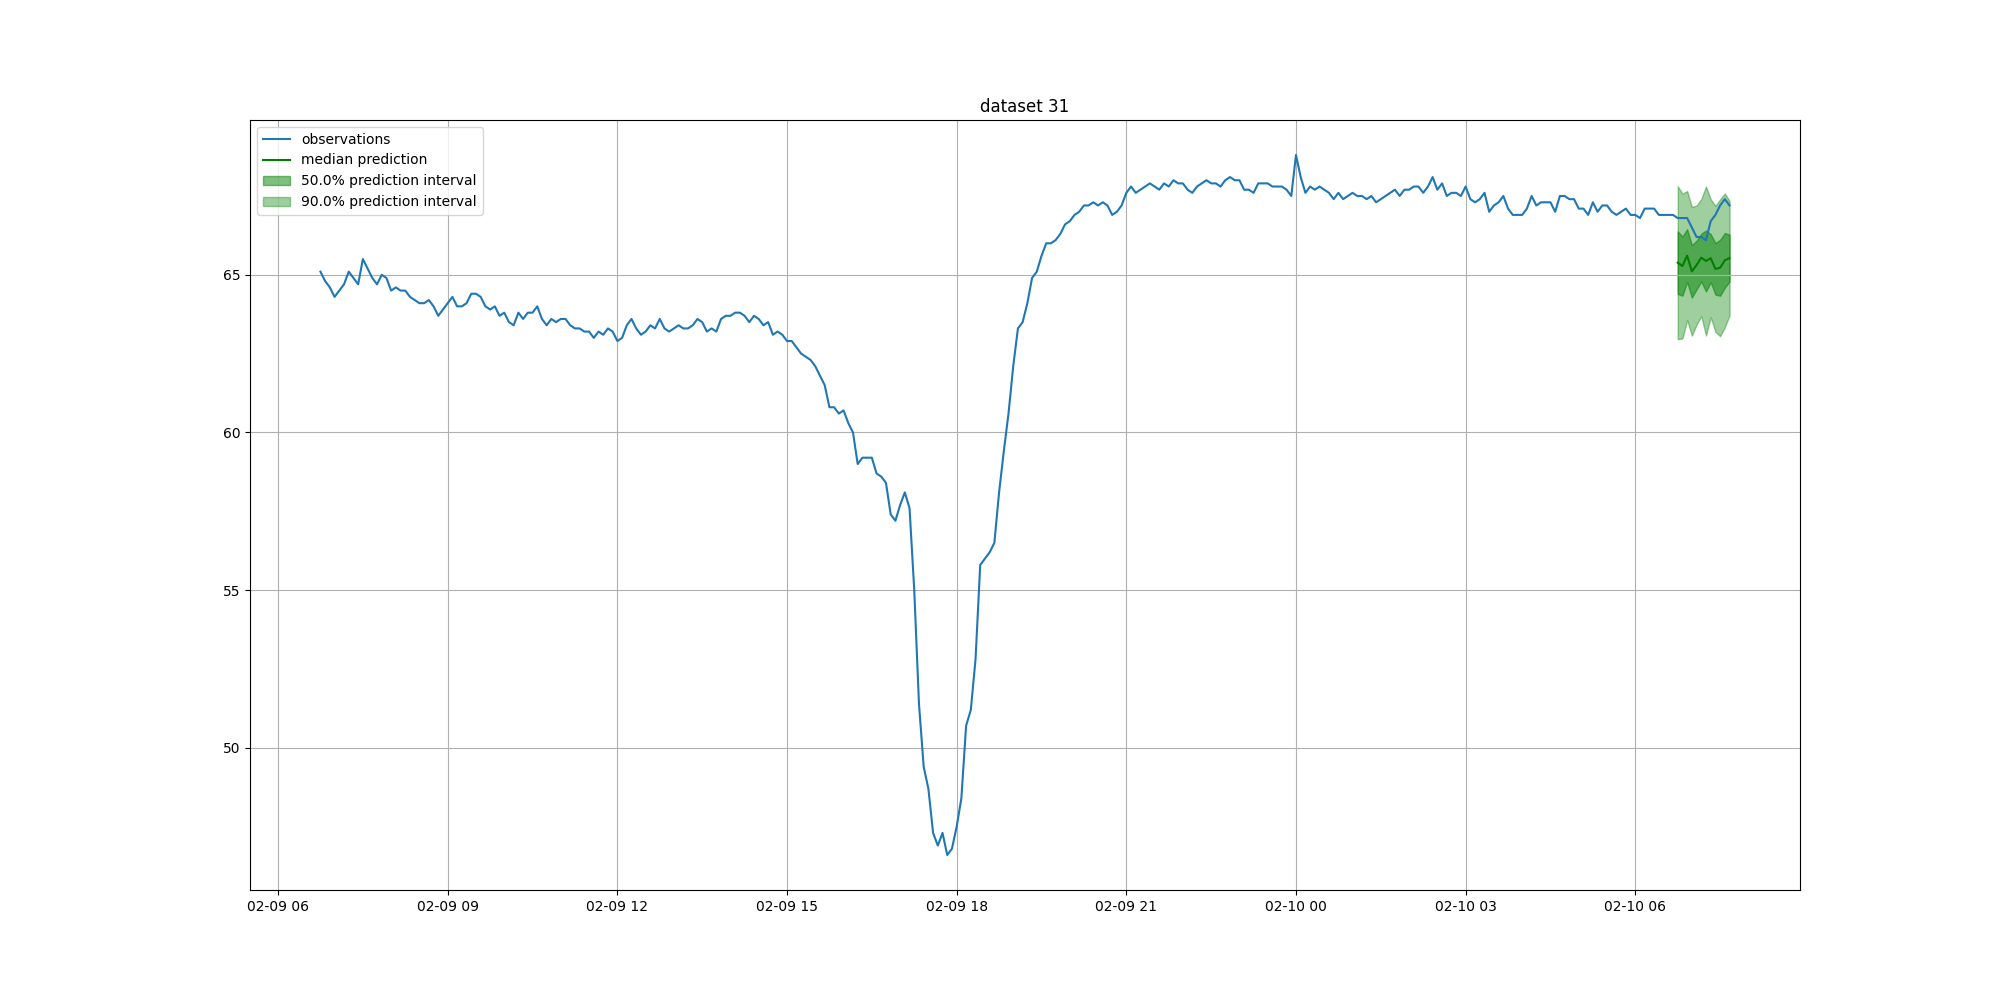 dataset 31
observations
median prediction
50.0% prediction interval
90.0% prediction interval
65
60
55
50
02-09 06
02-09 09
02-09 12
02-09 15
02-09 18
02-09 21
02-10 00
02-10 03
02-10 06